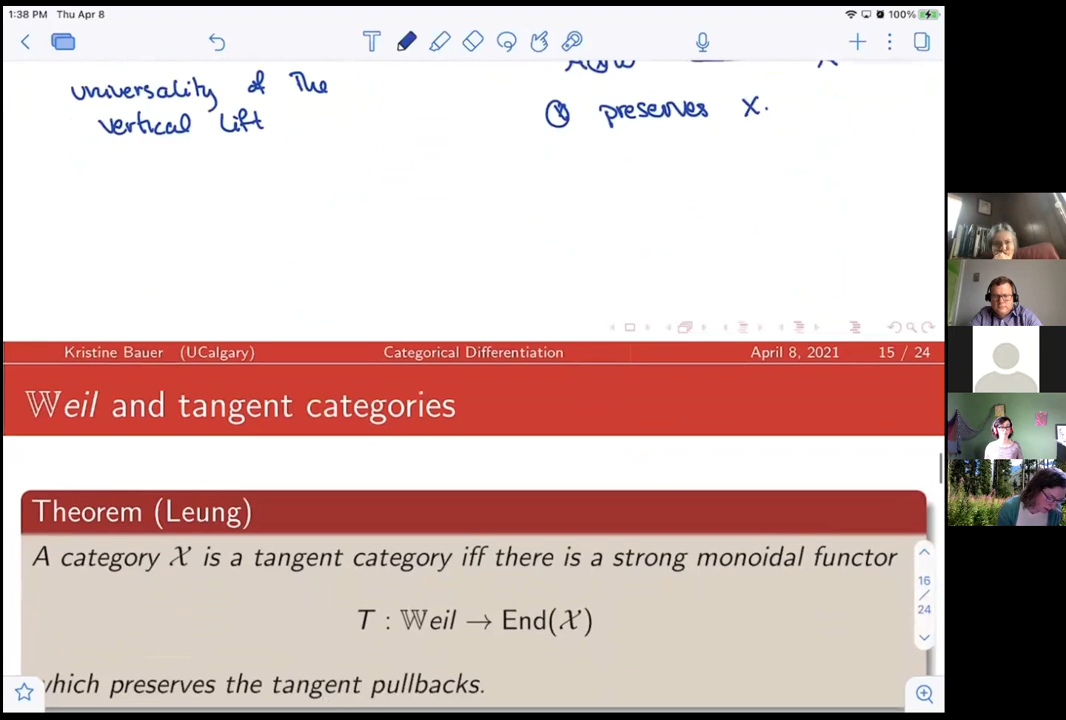 1:38 PM Thu Apr 8
100%
universality of the
vertical lift
preserves X.
Kristine Bauer (UCalgary) Categorical Differentiation April 8, 2021 15 / 24
𝕎eil and tangent categories
Theorem (Leung)
A category 𝒳 is a tangent category iff there is a strong monoidal functor
T : 𝕎eil → End(𝒳)
which preserves the tangent pullbacks.
16
/
24